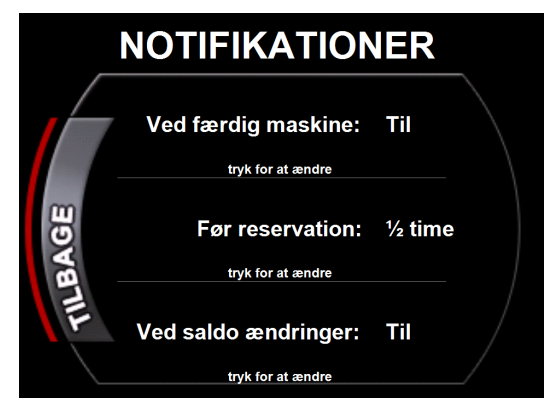 NOTIFIKATIONER
Ved færdig maskine: Til
tryk for at ændre
Før reservation: ½ time
tryk for at ændre
Ved saldo ændringer: Til
tryk for at ændre
TILBAGE